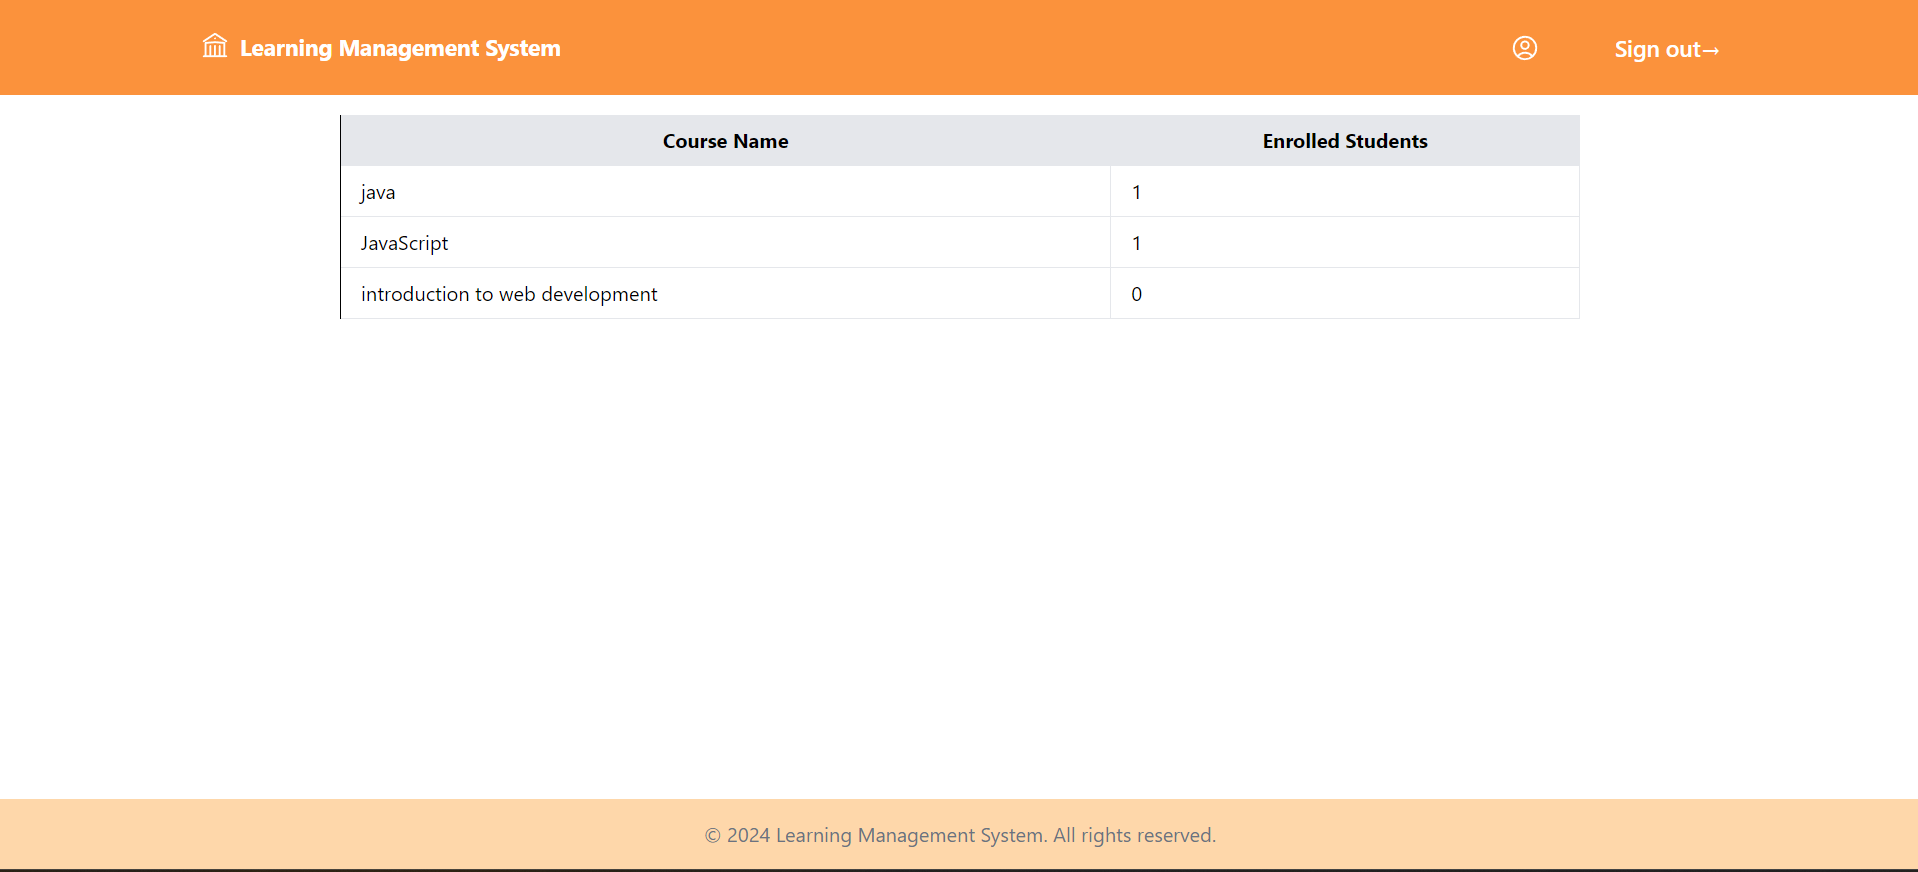 Learning Management System
Sign out→
Course Name Enrolled Students
java 1
JavaScript 1
introduction to web development 0
© 2024 Learning Management System. All rights reserved.